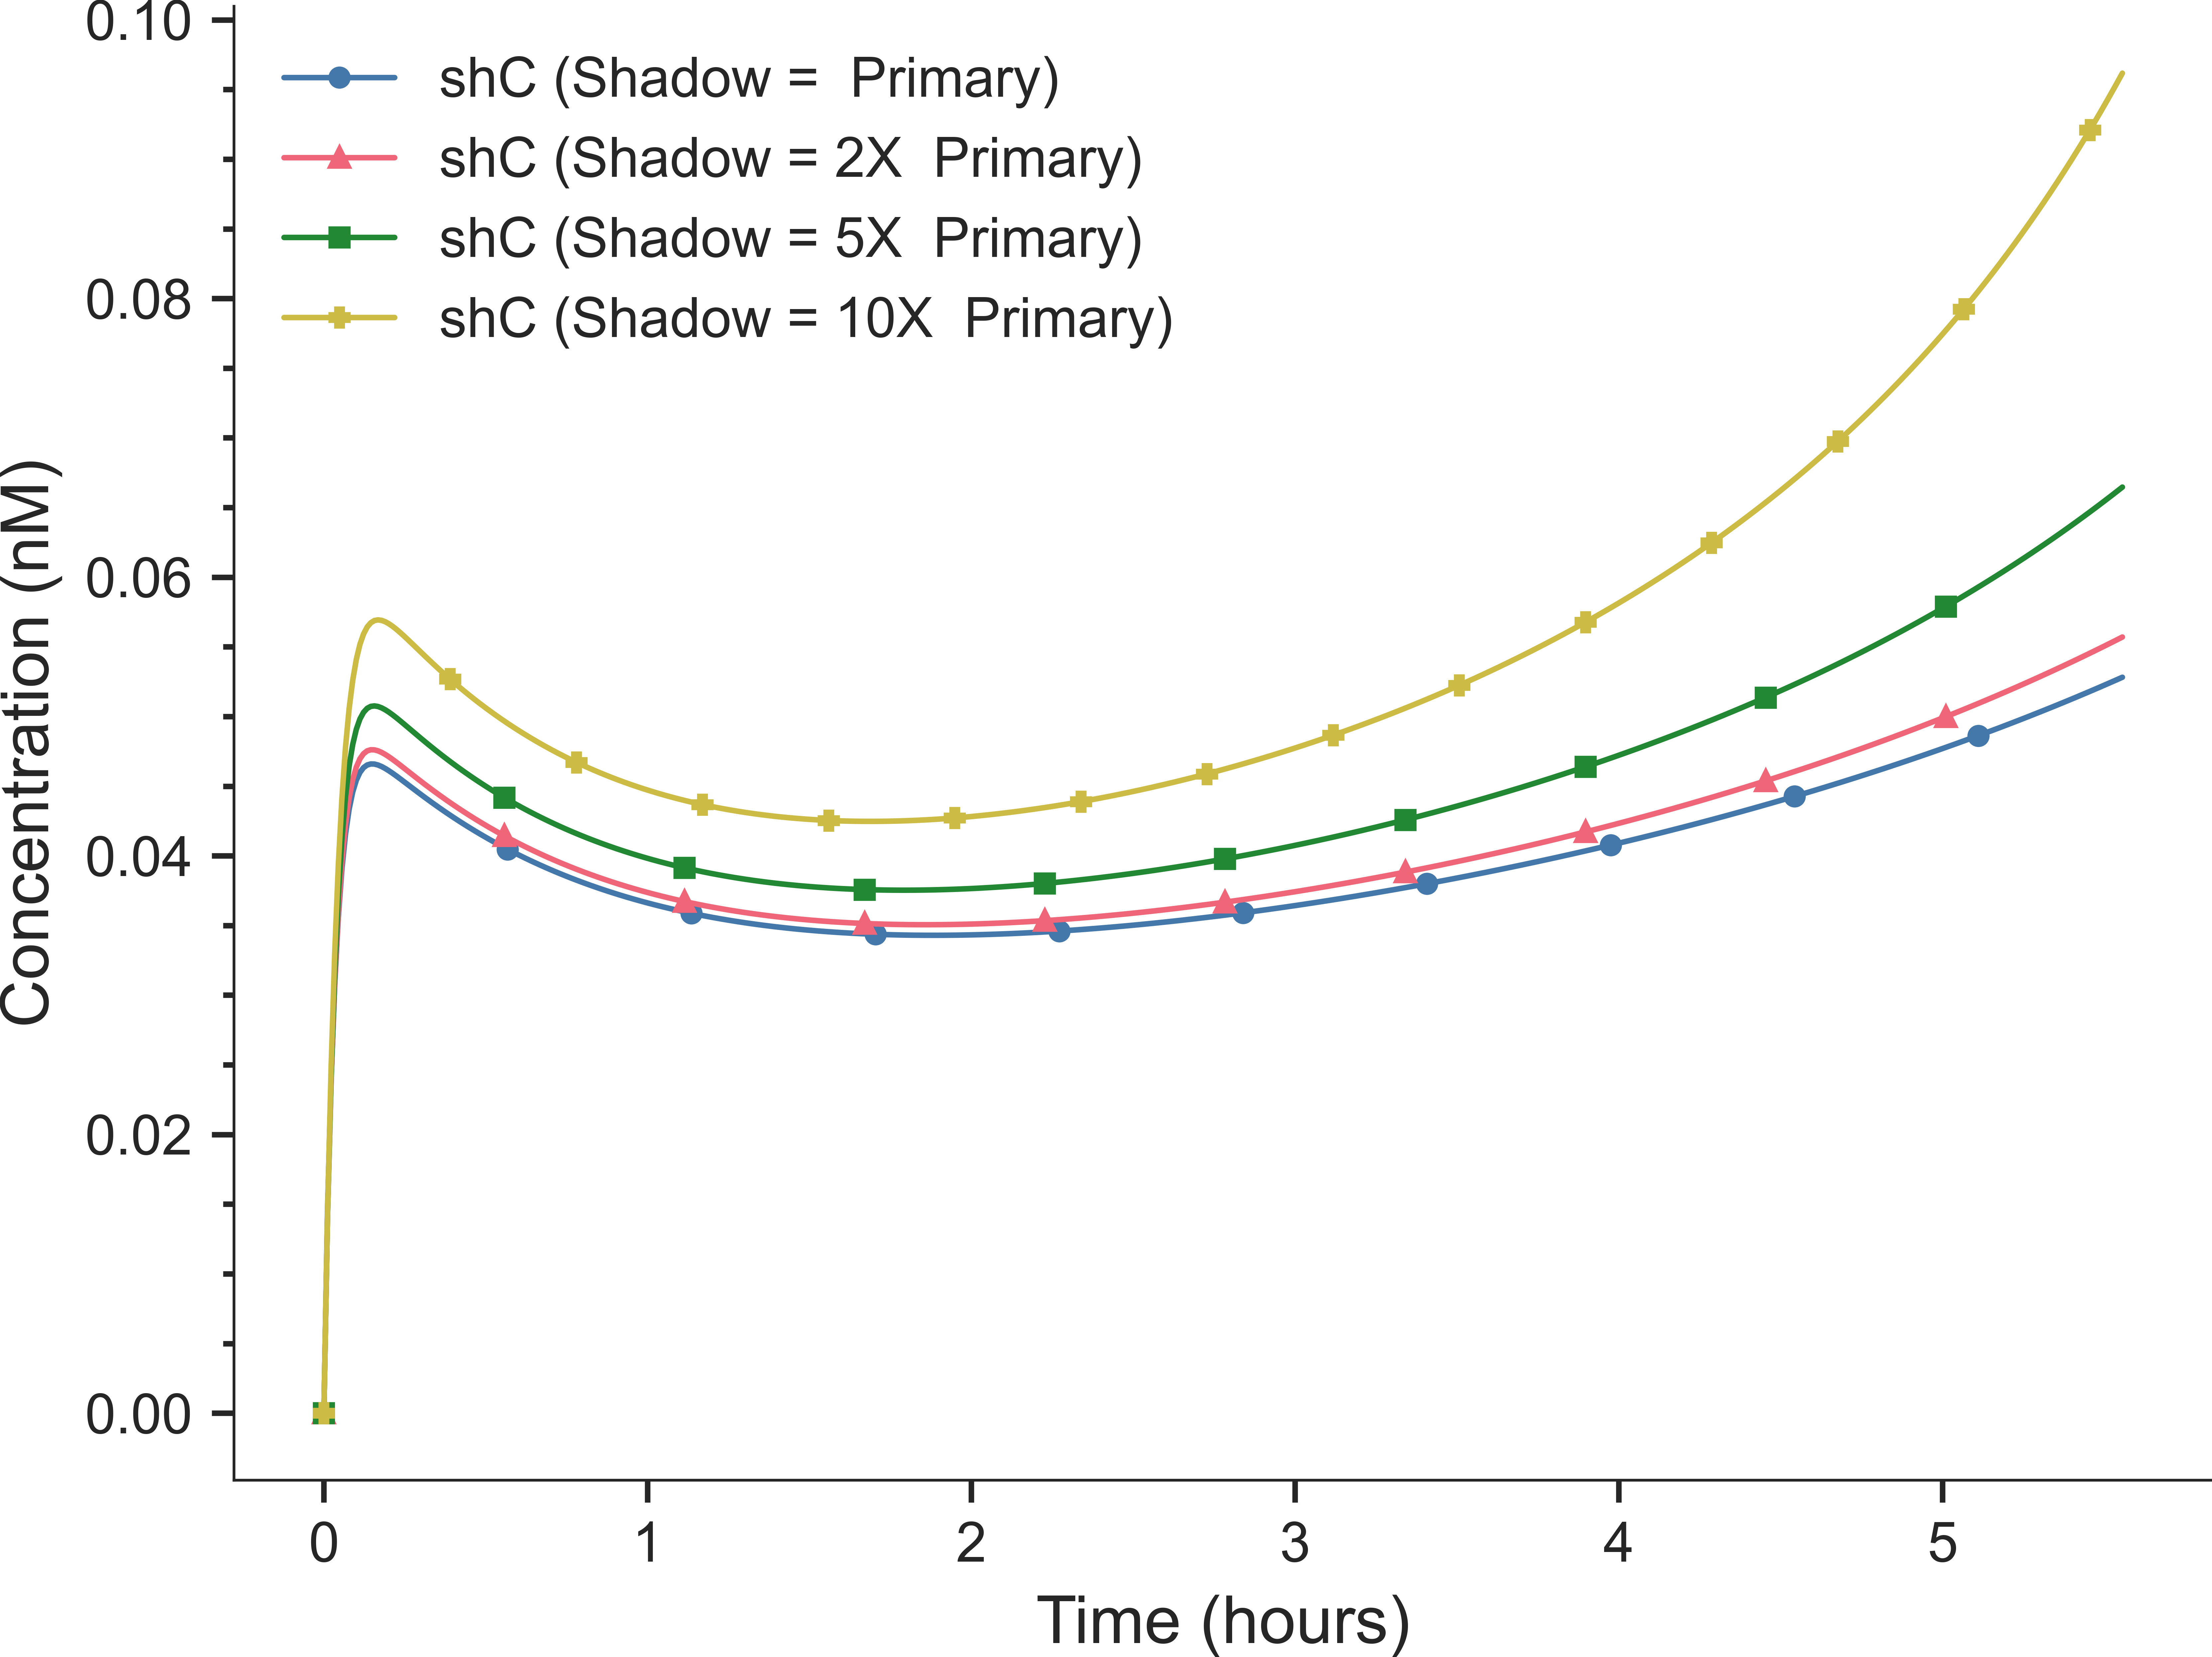 0.10
0.08
0.06
0.04
0.02
0.00
Concentration (nM)
shC (Shadow =  Primary)
shC (Shadow = 2X  Primary)
shC (Shadow = 5X  Primary)
shC (Shadow = 10X  Primary)
0 1 2 3 4 5
Time (hours)